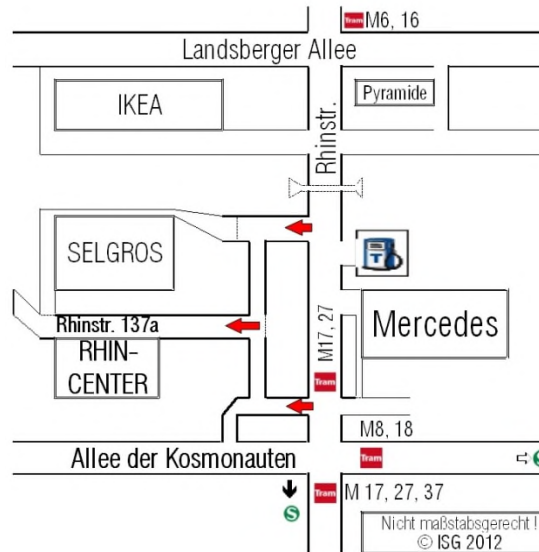 Tram M6, 16
Landsberger Allee
IKEA
Pyramide
Rhinstr.
SELGROS
T
Rhinstr. 137a
M17, 27
Mercedes
RHIN-
CENTER
Tram
M8, 18
Allee der Kosmonauten
Tram
S
Tram M 17, 27, 37
S
Nicht maßstabsgerecht !
© ISG 2012